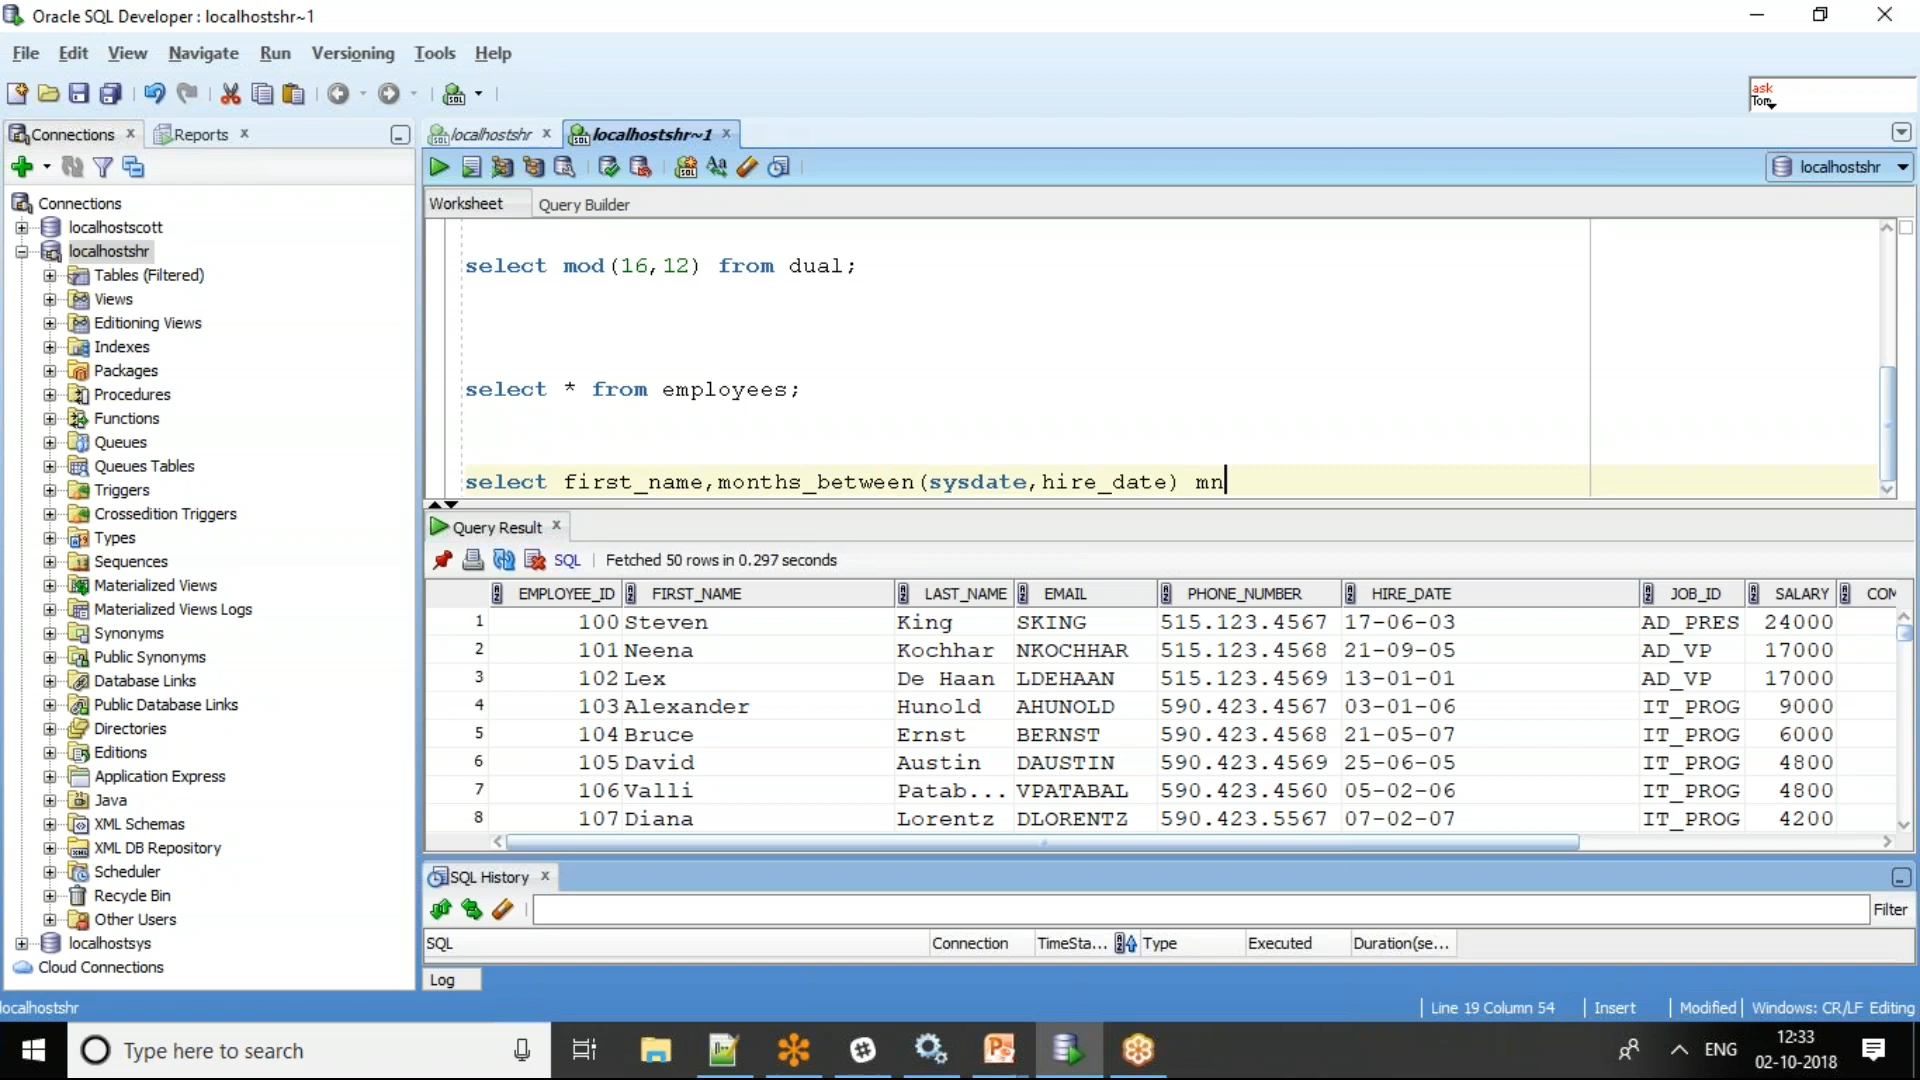 Oracle SQL Developer : localhostshr~1
File Edit View Navigate Run Versioning Tools Help
ask
Tom
Connections Reports
localhostshr localhostshr~1
localhostshr
Worksheet Query Builder
Connections
localhostscott
localhostshr
Tables (Filtered)
Views
Editioning Views
Indexes
Packages
Procedures
Functions
Queues
Queues Tables
Triggers
Crossedition Triggers
Types
Sequences
Materialized Views
Materialized Views Logs
Synonyms
Public Synonyms
Database Links
Public Database Links
Directories
Editions
Application Express
Java
XML Schemas
XML DB Repository
Scheduler
Recycle Bin
Other Users
localhostsys
Cloud Connections
select mod(16,12) from dual;
select * from employees;
select first_name,months_between(sysdate,hire_date) mn
Query Result
SQL | Fetched 50 rows in 0.297 seconds
EMPLOYEE_ID FIRST_NAME LAST_NAME EMAIL PHONE_NUMBER HIRE_DATE JOB_ID SALARY COM
1 100 Steven King SKING 515.123.4567 17-06-03 AD_PRES 24000
2 101 Neena Kochhar NKOCHHAR 515.123.4568 21-09-05 AD_VP 17000
3 102 Lex De Haan LDEHAAN 515.123.4569 13-01-01 AD_VP 17000
4 103 Alexander Hunold AHUNOLD 590.423.4567 03-01-06 IT_PROG 9000
5 104 Bruce Ernst BERNST 590.423.4568 21-05-07 IT_PROG 6000
6 105 David Austin DAUSTIN 590.423.4569 25-06-05 IT_PROG 4800
7 106 Valli Patab... VPATABAL 590.423.4560 05-02-06 IT_PROG 4800
8 107 Diana Lorentz DLORENTZ 590.423.5567 07-02-07 IT_PROG 4200
SQL History
Filter
SQL Connection TimeSta... Type Executed Duration(se...
Log
localhostshr
Line 19 Column 54 | Insert | Modified | Windows: CR/LF Editing
Type here to search
ENG
12:33
02-10-2018